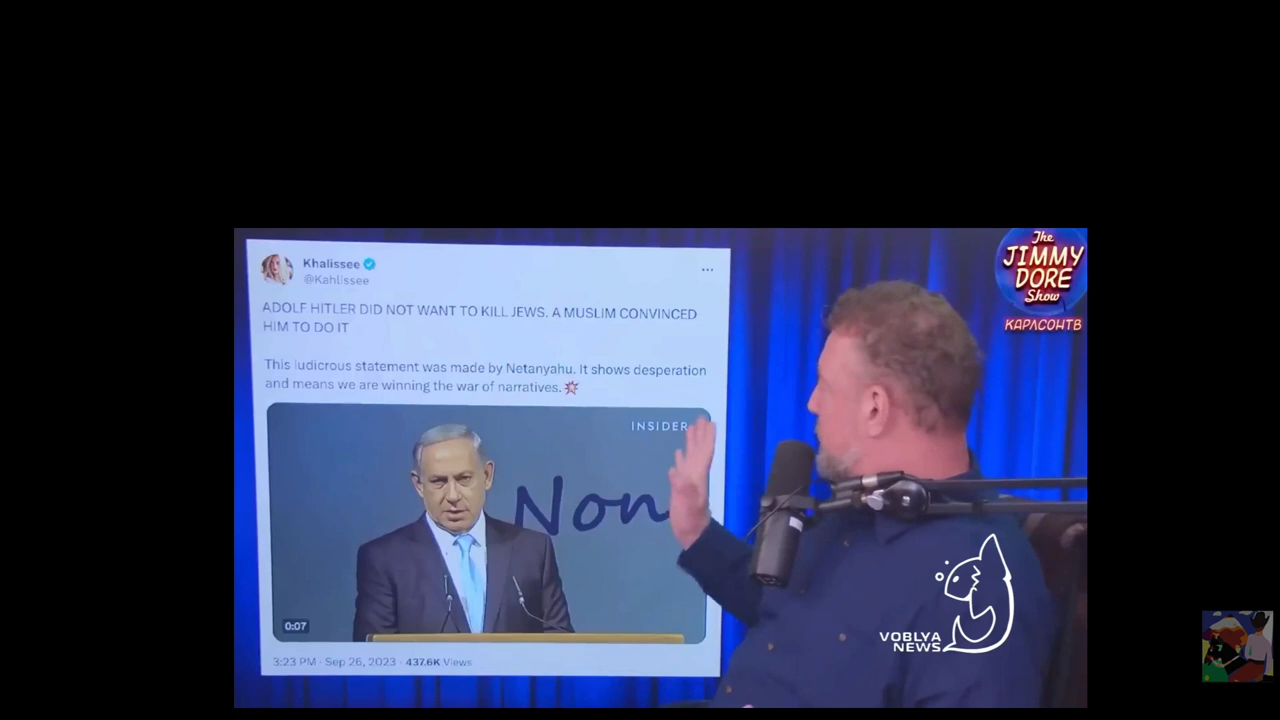 Khalissee
@Kahlissee
ADOLF HITLER DID NOT WANT TO KILL JEWS. A MUSLIM CONVINCED
HIM TO DO IT
This ludicrous statement was made by Netanyahu. It shows desperation
and means we are winning the war of narratives.
INSIDER
Non
0:07
3:23 PM · Sep 26, 2023 · 437.6K Views
The
JIMMY
DORE
Show
КАРЛСОНТВ
VOBLYA
NEWS